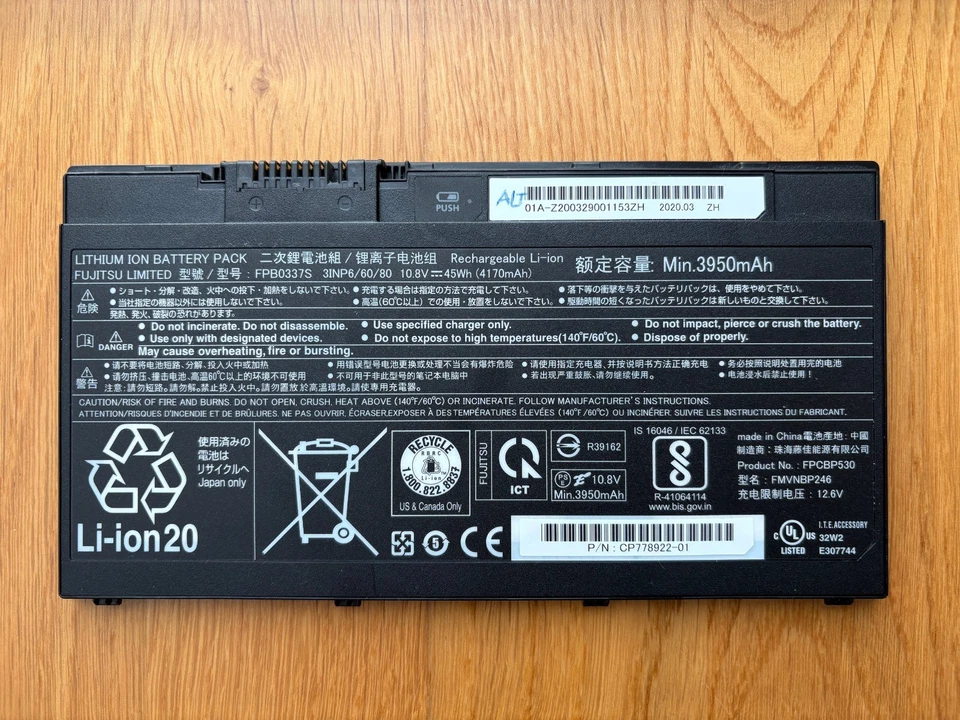 PUSH
ALT
01A-Z200329001153ZH 2020.03 ZH
LITHIUM ION BATTERY PACK 二次鋰電池組 / 锂离子电池组 Rechargeable Li-ion
额定容量: Min.3950mAh
FUJITSU LIMITED 型號 / 型号 : FPB0337S 3INP6/60/80 10.8V⎓45Wh (4170mAh)
危険
• ショート・分解・改造、火中への投下・加熱をしないで下さい。 • 充電する場合は指定の方法で充電して下さい。 • 落下等の衝撃を与えたバッテリパックは、使用をやめて下さい。
• 当社指定の機器以外には使用しないで下さい。 • 高温(60℃以上) での使用・放置をしないで下さい。 • 駆動時間の短くなったバッテリパックは新しいものと交換して下さい。
発熱、発火、破裂の恐れがあります。
DANGER
• Do not incinerate. Do not disassemble. • Use specified charger only. • Do not impact, pierce or crush the battery.
• Use only with designated devices. • Do not expose to high temperatures(140°F/60°C). • Dispose of properly.
May cause overheating, fire or bursting.
警告
• 请不要将电池短路、分解、投入火中或加热 • 用错误型号电池更换或处理不当会有爆炸危险 • 请使用指定充电器、并按说明书方法正确充电 • 务必按照说明处置用完的电池
• 请勿挤压、撞击电池、高温60℃以上的环境不可使用 • 不可用于非此型号的笔记本电脑中 • 若出现严重鼓胀、请勿继续使用。 • 电池浸水后禁止使用！
注意:請勿短路。請勿解。禁止投入火中。請勿置放於高溫環境。請使專用充電器。
CAUTION/RISK OF FIRE AND BURNS. DO NOT OPEN, CRUSH, HEAT ABOVE (140°F/60°C) OR INCINERATE, FOLLOW MANUFACTURER'S INSTRUCTIONS.
ATTENTION/RISQUES D'INCENDIE ET DE BRÛLURES. NE PAS OUVRIR, ÉCRASER,EXPOSER À DES TEMPÉRATURES ÉLEVÉES (140°F/60°C) OU INCINÉRER SUIVRE LES INSTRUCTIONS DU FABRICANT.
使用済みの
電池は
リサイクルへ
Japan only
Li-ion20
RECYCLE
RBRC
Li-ion
1.800.822.8837
US & Canada Only
FUJITSU
ICT
R39162
PS
E
10.8V
Min.3950mAh
IS 16046 / IEC 62133
R-41064114
www.bis.gov.in
made in China電池產地: 中國
制造商 : 珠海藤佳能源有限公司
Product No. : FPCBP530
型号 : FMVNBP246
充电限制电压 : 12.6V
5
CE
P/N : CP778922-01
C UL US
LISTED
I.T.E. ACCESSORY
32W2
E307744